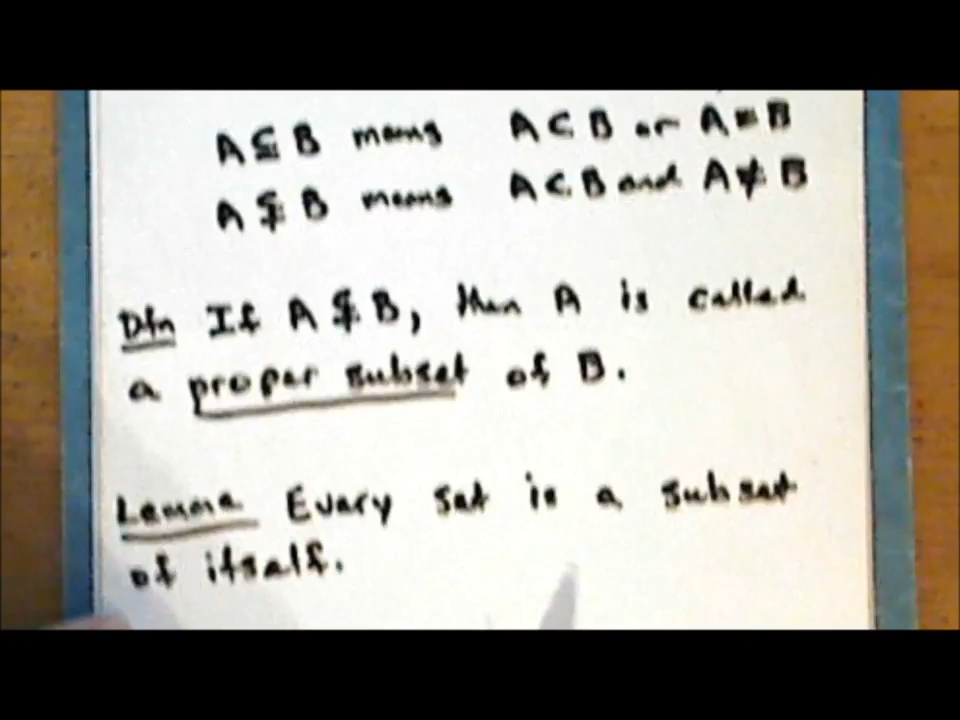 A ⊆ B means A ⊂ B or A = B
A ⊊ B means A ⊂ B and A ≠ B
Dfn If A ⊊ B, then A is called
a proper subset of B.
Lemma Every set is a subset
of itself.